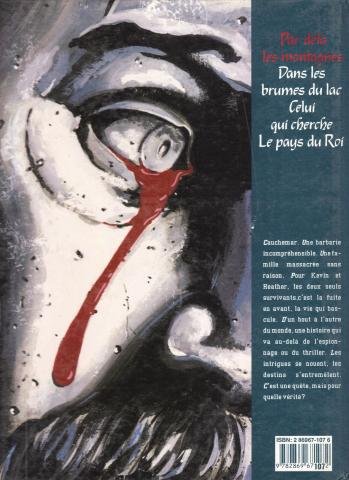 Par delà
les montagnes
Dans les
brumes du lac
Celui
qui cherche
Le pays du Roi
Cauchemar. Une barbarie
incompréhensible. Une fa-
mille massacrée sans
raison. Pour Kevin et
Heather, les deux seuls
survivants,c'est la fuite
en avant, la vie qui bas-
cule. D'un bout à l'autre
du monde, une histoire qui
va au-delà de l'espion-
nage ou du thriller. Les
intrigues se nouent, les
destins s'entremêlent.
C'est une quête, mais pour
quelle vérité?
ISBN: 2 86967-107 6
9 782869 671072